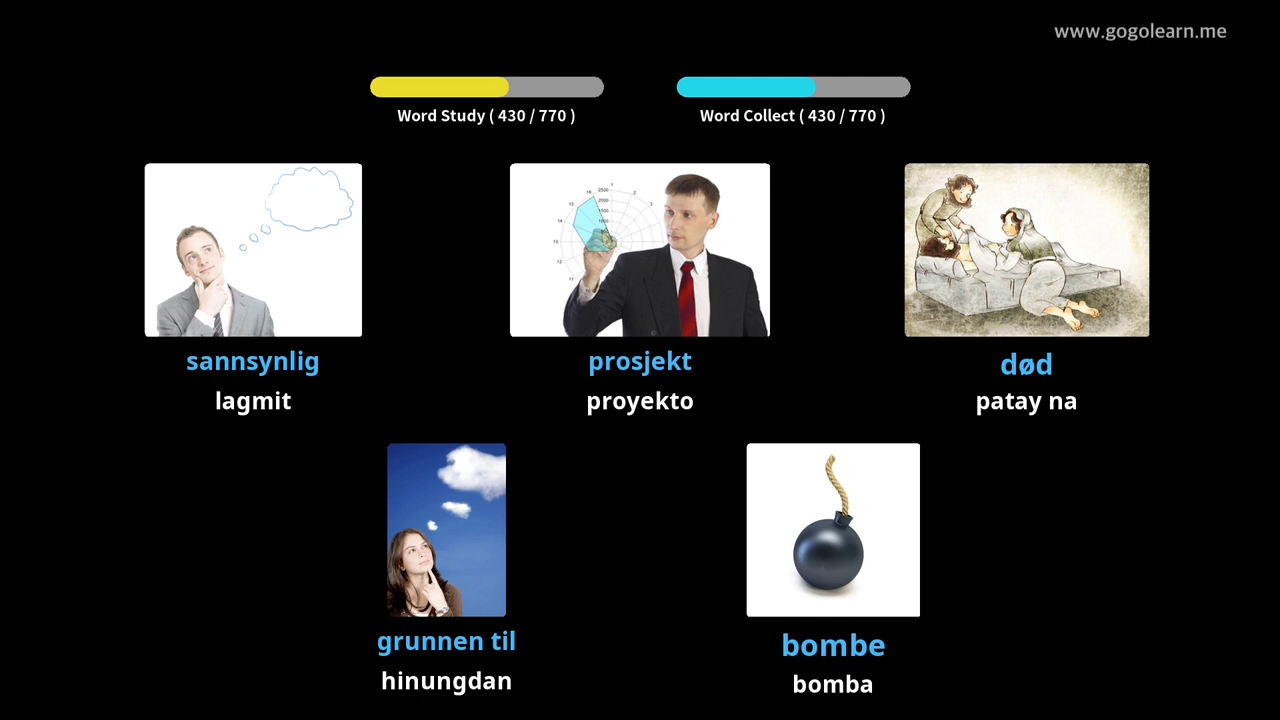 www.gogolearn.me
Word Study ( 430 / 770 )
Word Collect ( 430 / 770 )
sannsynlig
lagmit
prosjekt
proyekto
død
patay na
grunnen til
hinungdan
bombe
bomba